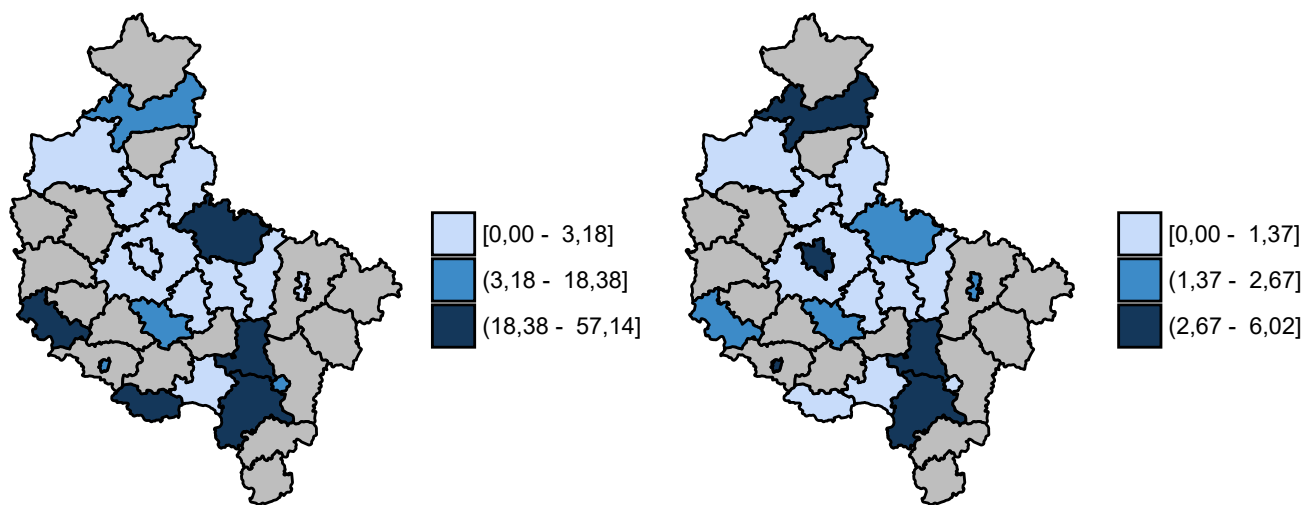 [0,00 - 3,18]
(3,18 - 18,38]
(18,38 - 57,14]
[0,00 - 1,37]
(1,37 - 2,67]
(2,67 - 6,02]